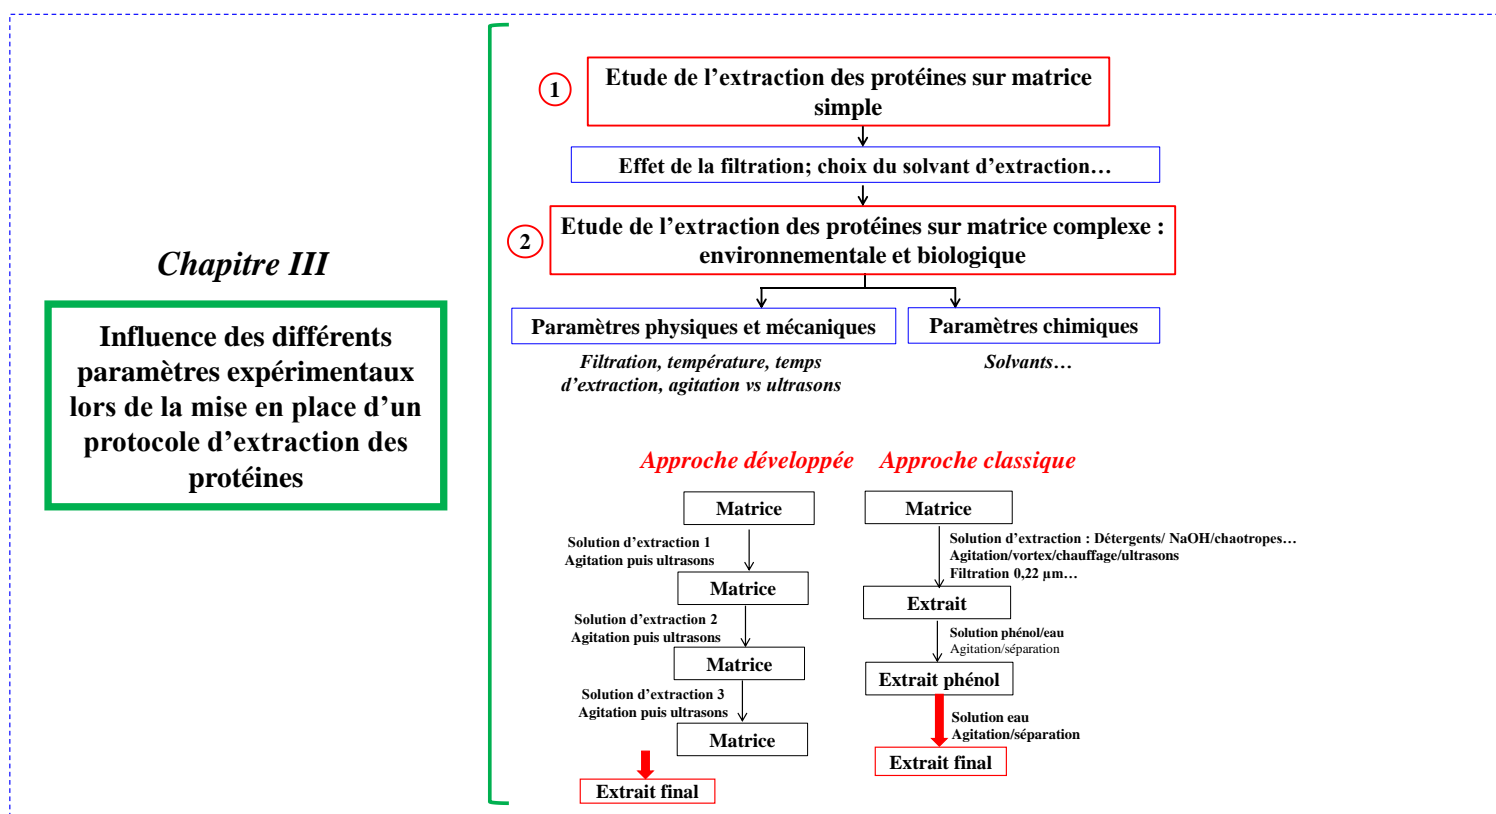 Chapitre III
Influence des différents
paramètres expérimentaux
lors de la mise en place d’un
protocole d’extraction des
protéines
1
Etude de l’extraction des protéines sur matrice
simple
Effet de la filtration; choix du solvant d’extraction…
2
Etude de l’extraction des protéines sur matrice complexe :
environnementale et biologique
Paramètres physiques et mécaniques
Filtration, température, temps
d’extraction, agitation vs ultrasons
Paramètres chimiques
Solvants…
Approche développée
Matrice
Solution d’extraction 1
Agitation puis ultrasons
Matrice
Solution d’extraction 2
Agitation puis ultrasons
Matrice
Solution d’extraction 3
Agitation puis ultrasons
Matrice
Extrait final
Approche classique
Matrice
Solution d’extraction : Détergents/ NaOH/chaotropes…
Agitation/vortex/chauffage/ultrasons
Filtration 0,22 µm…
Extrait
Solution phénol/eau
Agitation/séparation
Extrait phénol
Solution eau
Agitation/séparation
Extrait final